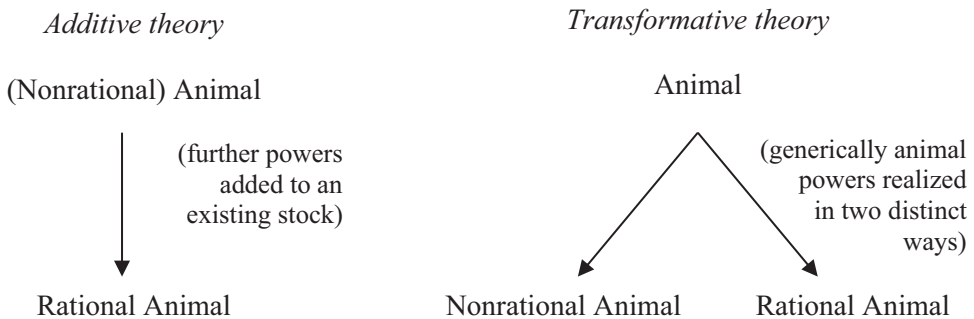 Additive theory
(Nonrational) Animal
(further powers
added to an
existing stock)
Rational Animal
Transformative theory
Animal
(generically animal
powers realized
in two distinct
ways)
Nonrational Animal
Rational Animal